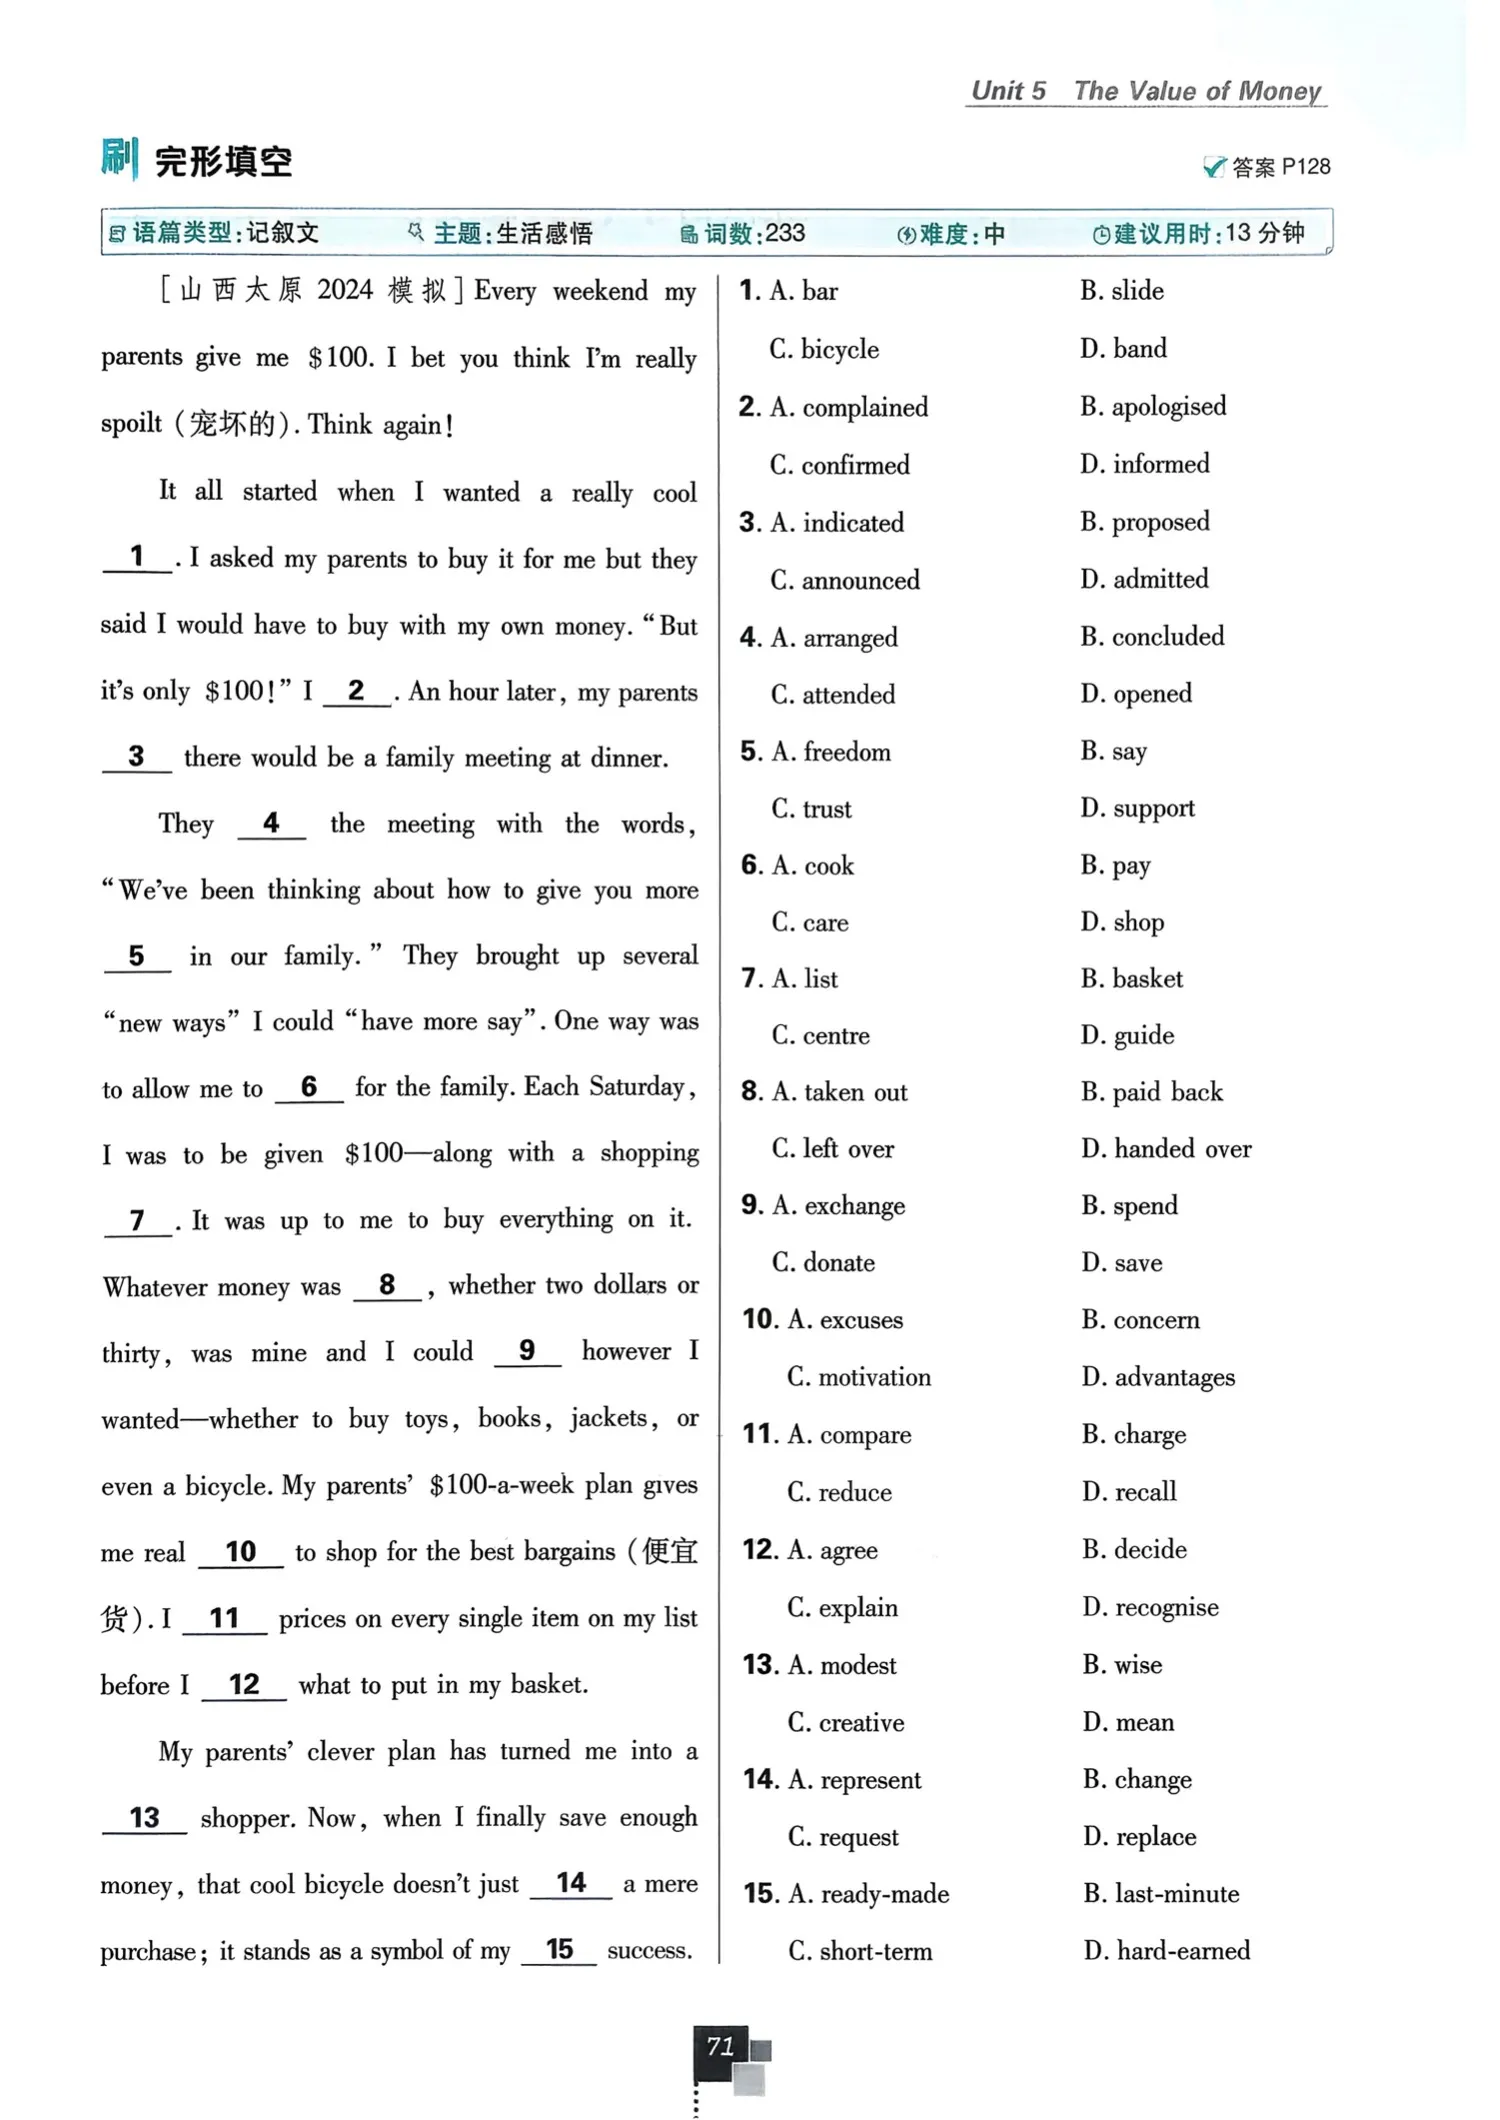 Unit 5 The Value of Money
刷 完形填空
答案 P128
语篇类型:记叙文 主题:生活感悟 词数:233 难度:中 建议用时:13 分钟
[山西太原 2024 模拟] Every weekend my
parents give me $100. I bet you think I'm really
spoilt (宠坏的). Think again!
It all started when I wanted a really cool
1 . I asked my parents to buy it for me but they
said I would have to buy with my own money. “But
it's only $100!” I 2 . An hour later, my parents
3 there would be a family meeting at dinner.
They 4 the meeting with the words,
“We've been thinking about how to give you more
5 in our family.” They brought up several
“new ways” I could “have more say”. One way was
to allow me to 6 for the family. Each Saturday,
I was to be given $100—along with a shopping
7 . It was up to me to buy everything on it.
Whatever money was 8 , whether two dollars or
thirty, was mine and I could 9 however I
wanted—whether to buy toys, books, jackets, or
even a bicycle. My parents' $100-a-week plan gives
me real 10 to shop for the best bargains (便宜
货). I 11 prices on every single item on my list
before I 12 what to put in my basket.
My parents' clever plan has turned me into a
13 shopper. Now, when I finally save enough
money, that cool bicycle doesn't just 14 a mere
purchase; it stands as a symbol of my 15 success.
1. A. bar B. slide
C. bicycle D. band
2. A. complained B. apologised
C. confirmed D. informed
3. A. indicated B. proposed
C. announced D. admitted
4. A. arranged B. concluded
C. attended D. opened
5. A. freedom B. say
C. trust D. support
6. A. cook B. pay
C. care D. shop
7. A. list B. basket
C. centre D. guide
8. A. taken out B. paid back
C. left over D. handed over
9. A. exchange B. spend
C. donate D. save
10. A. excuses B. concern
C. motivation D. advantages
11. A. compare B. charge
C. reduce D. recall
12. A. agree B. decide
C. explain D. recognise
13. A. modest B. wise
C. creative D. mean
14. A. represent B. change
C. request D. replace
15. A. ready-made B. last-minute
C. short-term D. hard-earned
71